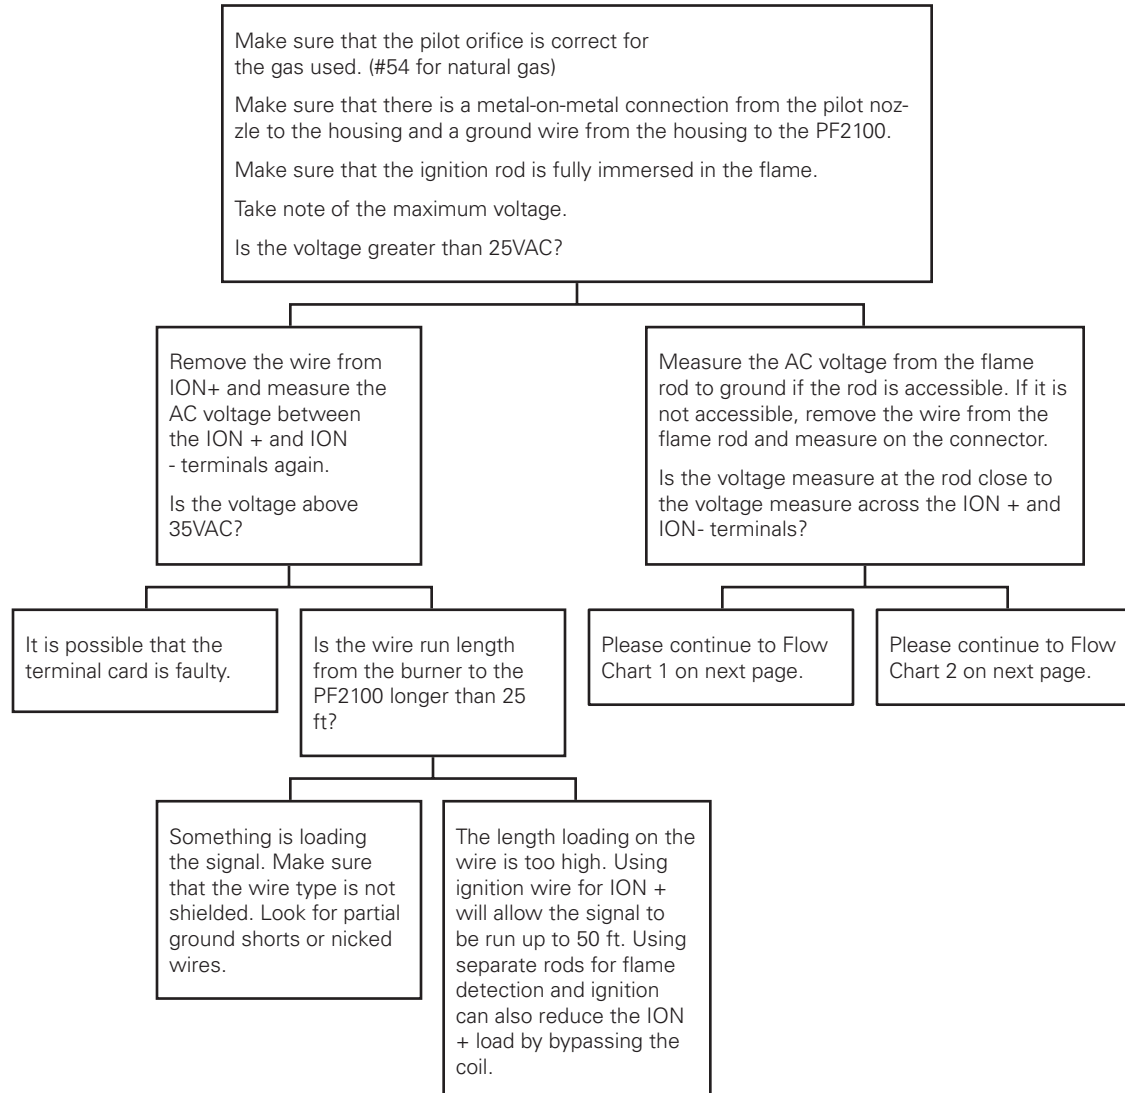 Make sure that the pilot orifice is correct for
the gas used. (#54 for natural gas)
Make sure that there is a metal-on-metal connection from the pilot noz-
zle to the housing and a ground wire from the housing to the PF2100.
Make sure that the ignition rod is fully immersed in the flame.
Take note of the maximum voltage.
Is the voltage greater than 25VAC?
Remove the wire from
ION+ and measure the
AC voltage between
the ION + and ION
- terminals again.
Is the voltage above
35VAC?
Measure the AC voltage from the flame
rod to ground if the rod is accessible. If it is
not accessible, remove the wire from the
flame rod and measure on the connector.
Is the voltage measure at the rod close to
the voltage measure across the ION + and
ION- terminals?
It is possible that the
terminal card is faulty.
Is the wire run length
from the burner to the
PF2100 longer than 25
ft?
Please continue to Flow
Chart 1 on next page.
Please continue to Flow
Chart 2 on next page.
Something is loading
the signal. Make sure
that the wire type is not
shielded. Look for partial
ground shorts or nicked
wires.
The length loading on the
wire is too high. Using
ignition wire for ION +
will allow the signal to
be run up to 50 ft. Using
separate rods for flame
detection and ignition
can also reduce the ION
+ load by bypassing the
coil.